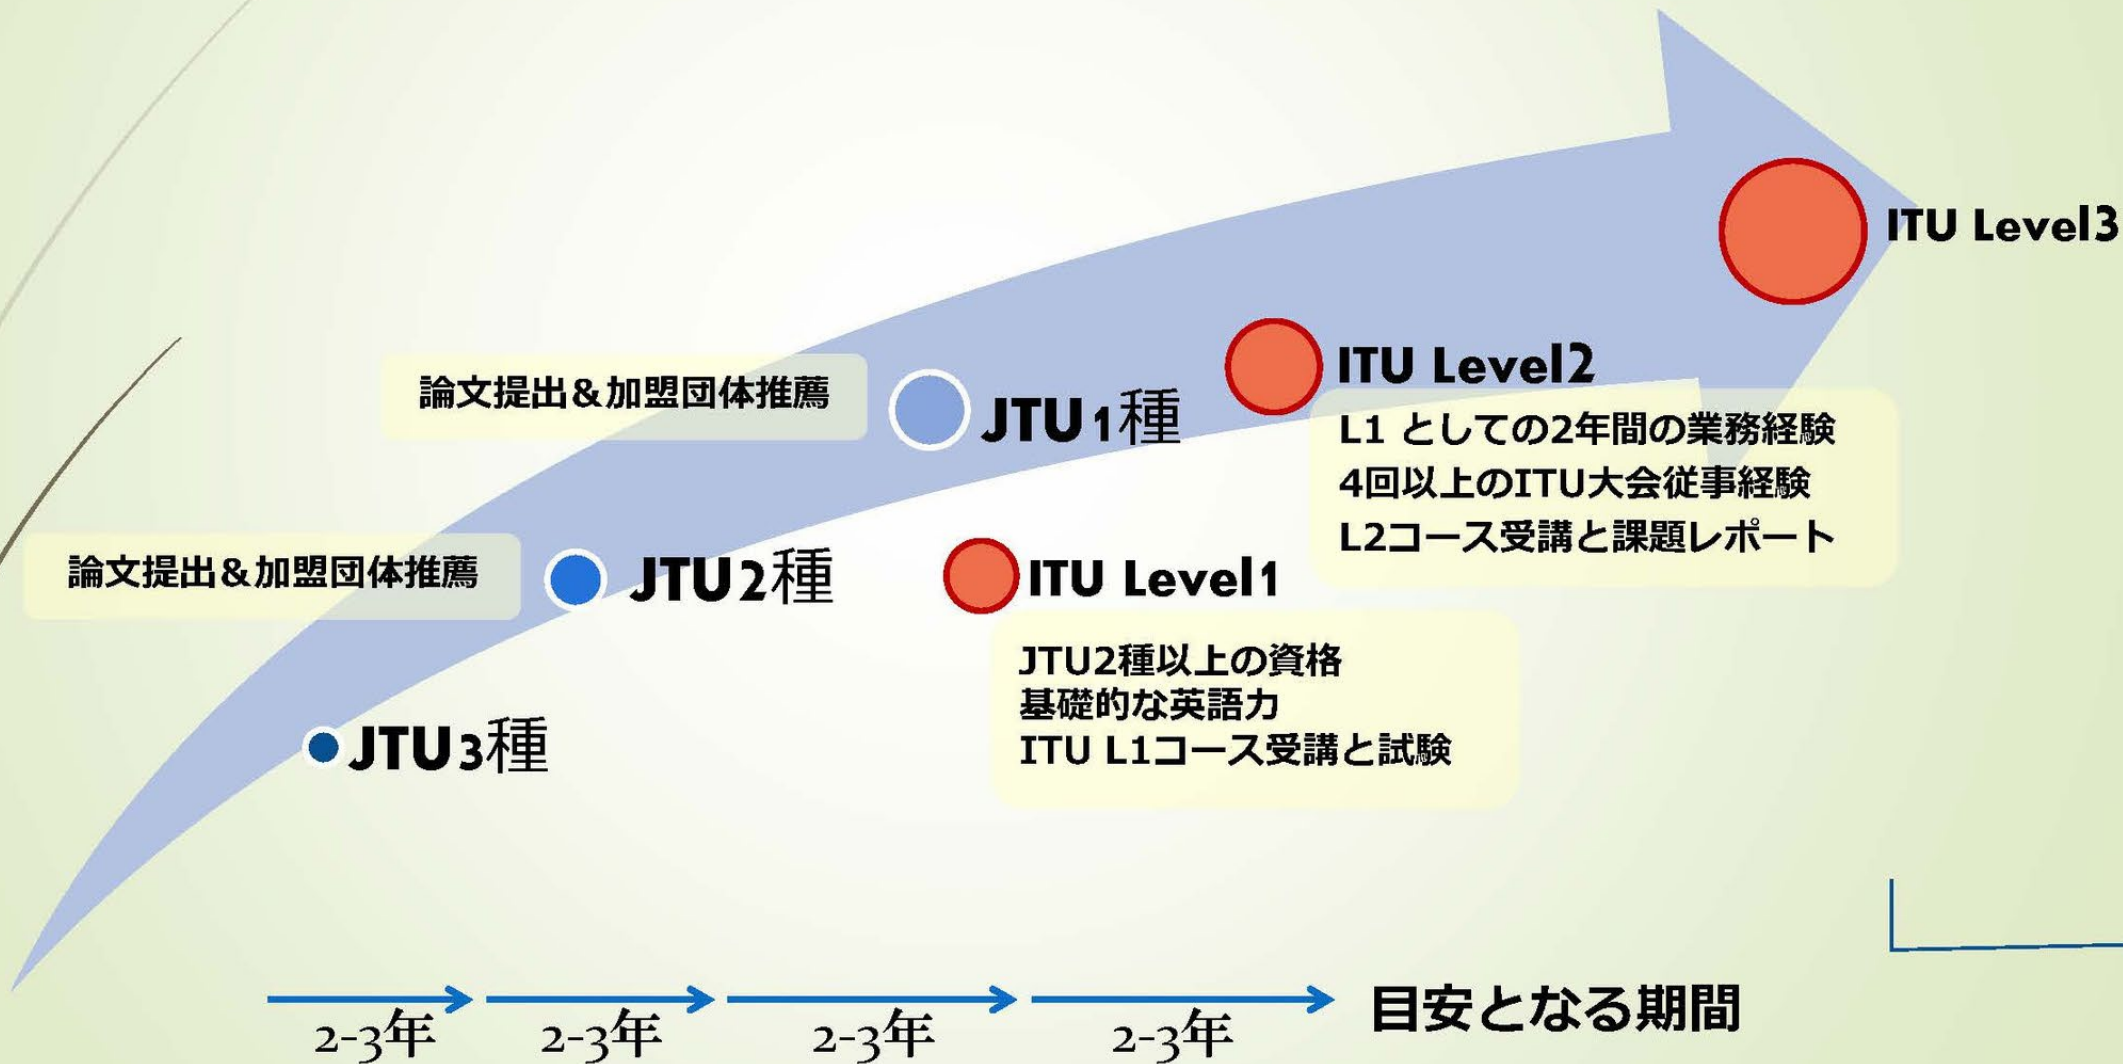 ITU Level3
ITU Level2
L1 としての2年間の業務経験
4回以上のITU大会従事経験
L2コース受講と課題レポート
論文提出&加盟団体推薦
JTU1種
論文提出&加盟団体推薦
JTU2種
ITU Level1
JTU2種以上の資格
基礎的な英語力
ITU L1コース受講と試験
JTU3種
2-3年
2-3年
2-3年
2-3年
目安となる期間